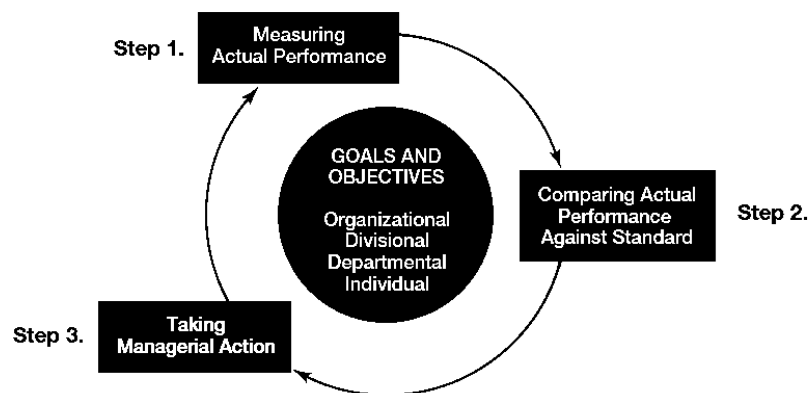 Step 1.
Measuring
Actual Performance
GOALS AND
OBJECTIVES
Organizational
Divisional
Departmental
Individual
Comparing Actual
Performance
Against Standard
Step 2.
Step 3.
Taking
Managerial Action